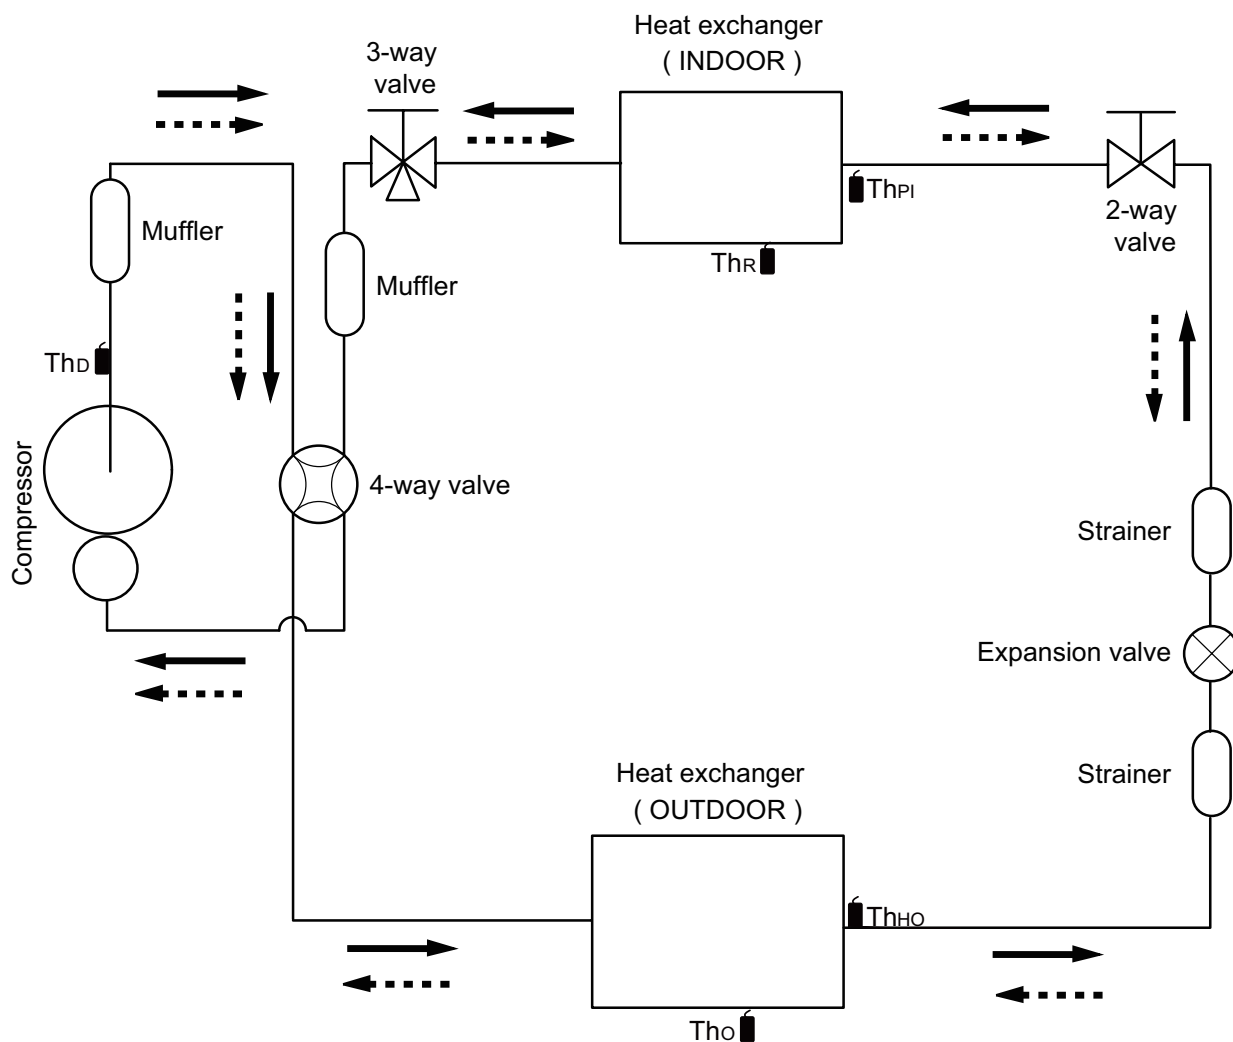 Heat exchanger
( INDOOR )
3-way
valve
ThPI
2-way
valve
Muffler
ThR
Muffler
ThD
Compressor
4-way valve
Strainer
Expansion valve
Heat exchanger
( OUTDOOR )
Strainer
ThHO
ThO